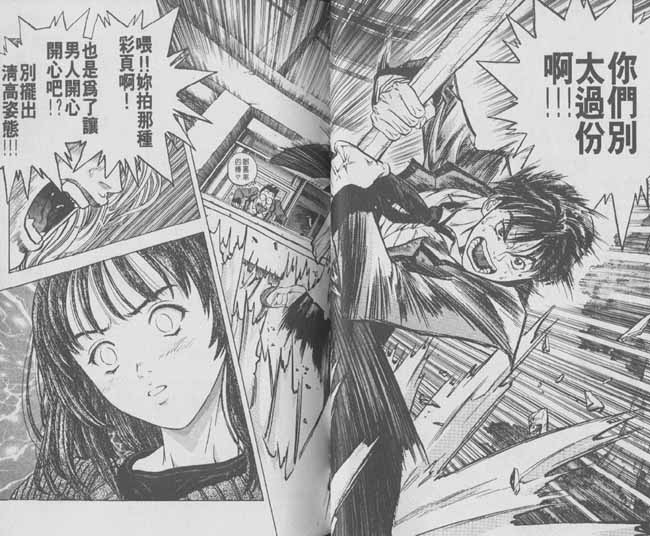 你們別
太過份
啊!!!
喂!!妳拍那種
彩頁啊!
也是為了讓
男人開心
開心吧!?
別擺出
清高姿態!!!